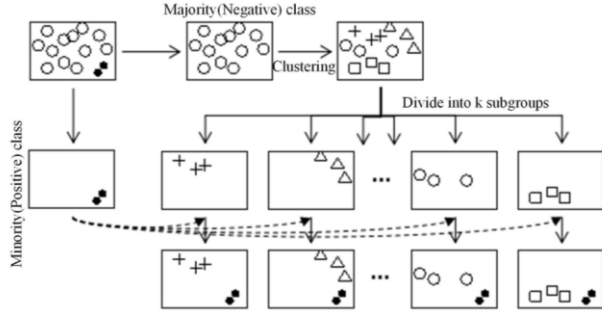 Majority(Negative) class
Clustering
Divide into k subgroups
Minority(Positive) class
...
...